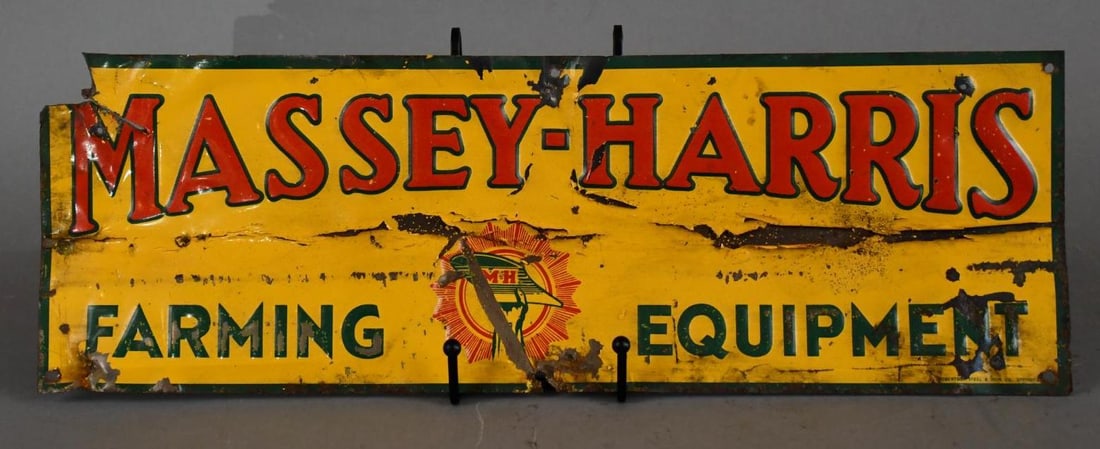 MASSEY-HARRIS
M-H
FARMING EQUIPMENT